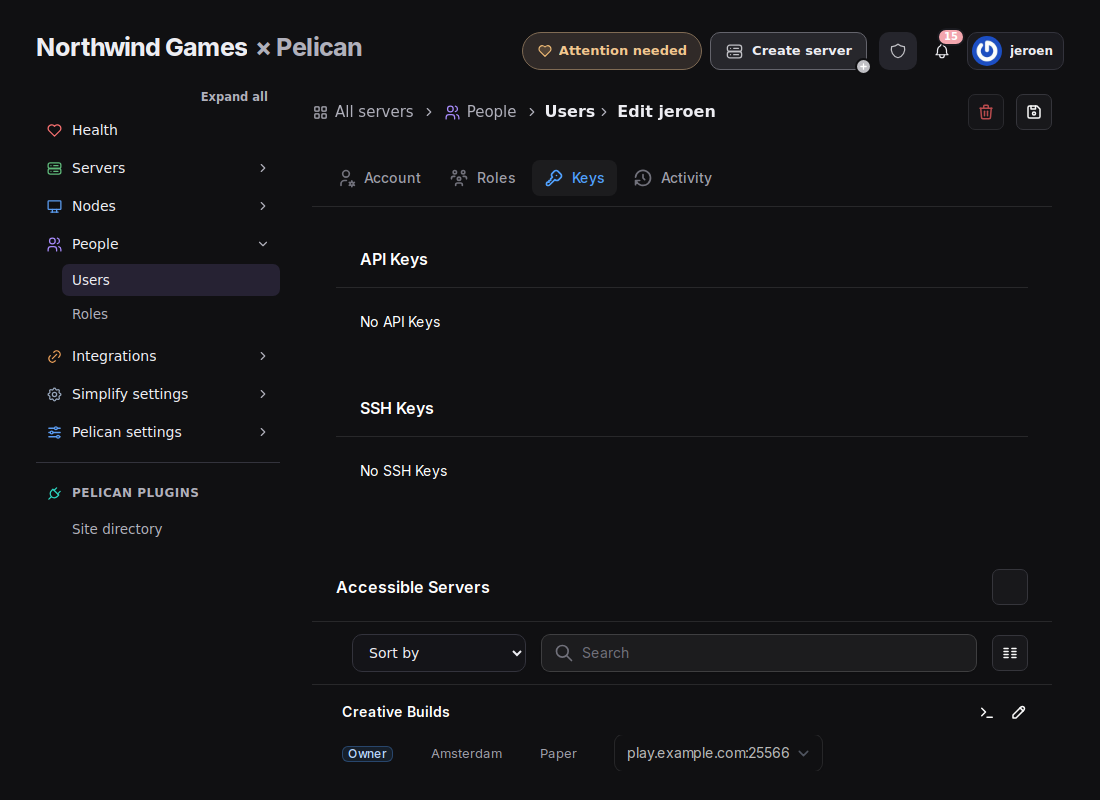 Northwind Games × Pelican
Attention needed
Create server
15
jeroen
Expand all
Health
Servers
Nodes
People
Users
Roles
Integrations
Simplify settings
Pelican settings
PELICAN PLUGINS
Site directory
All servers > People > Users > Edit jeroen
Account Roles Keys Activity
API Keys
No API Keys
SSH Keys
No SSH Keys
Accessible Servers
Sort by
Search
Creative Builds
Owner Amsterdam Paper play.example.com:25566